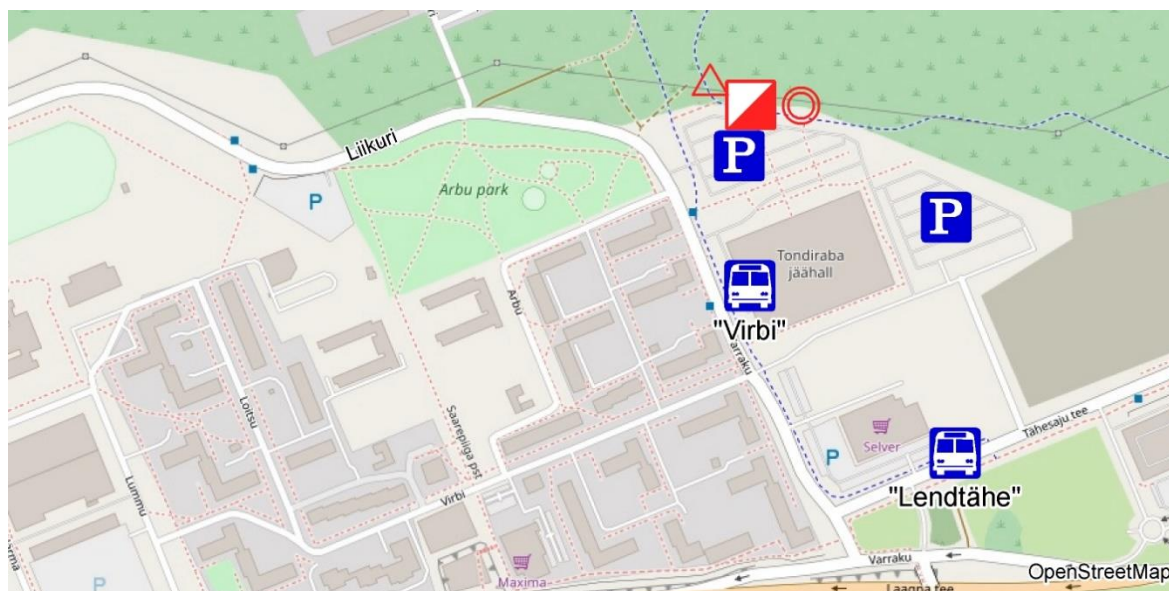 Liikuri
P
P
Arbu park
P
Tondiraba
jäähall
"Virbi"
Arbu
Varraku
Loitsu
Saarepiiga pst
Selver
P
Tähesaju tee
"Lendtähe"
Lummu
Virbi
Maxima
P
Varraku
Laagna tee
OpenStreetMap